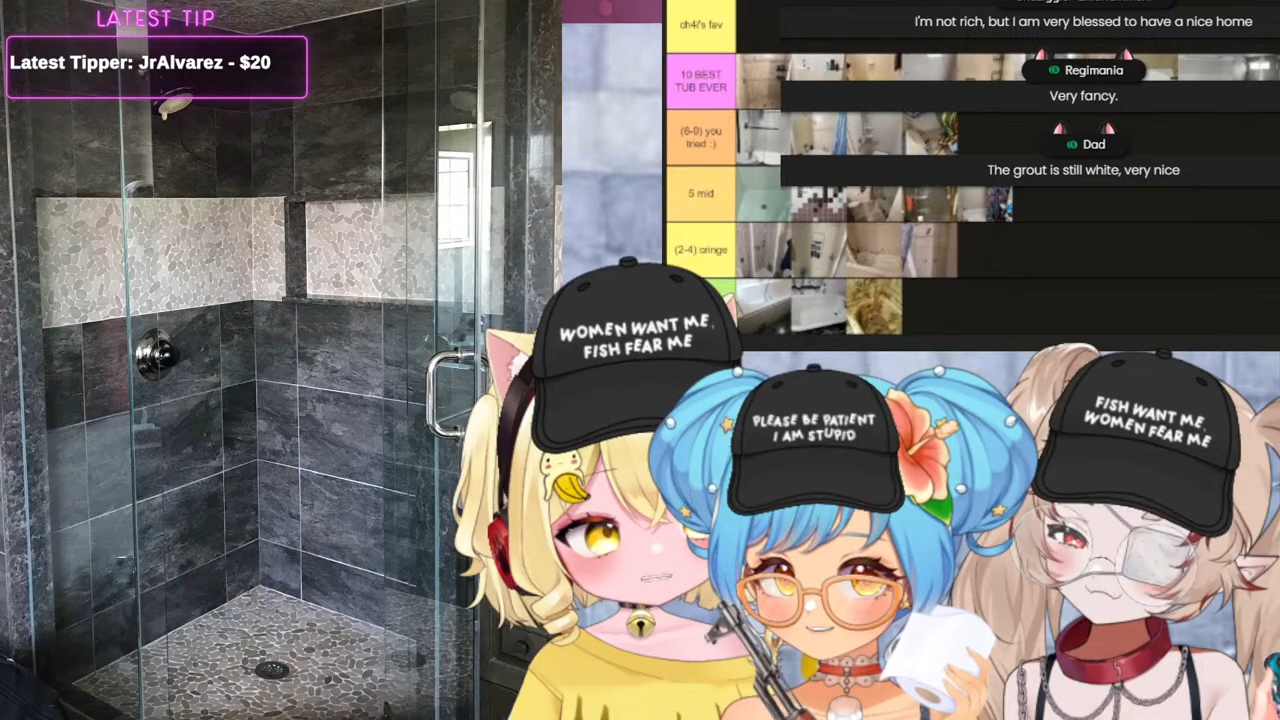 LATEST TIP
Latest Tipper: JrAlvarez - $20
ch4i's fav
I'm not rich, but I am very blessed to have a nice home
10 BEST
TUB EVER
Regimania
Very fancy.
(6-9) you
tried :)
Dad
The grout is still white, very nice
5 mid
(2-4) cringe
WOMEN WANT ME,
FISH FEAR ME
PLEASE BE PATIENT
I AM STUPID
FISH WANT ME,
WOMEN FEAR ME